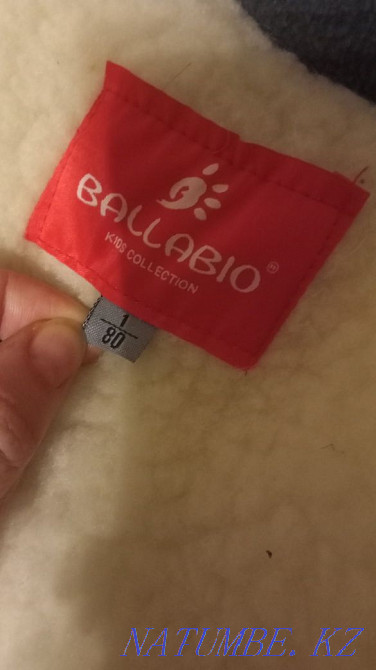 BALLABIO®
KIDS COLLECTION
1
80
NATUMBE. KZ